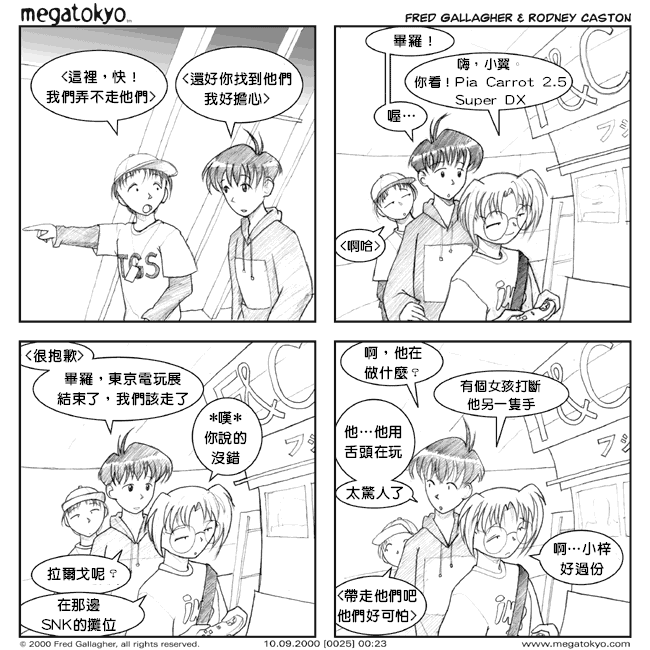 megatokyo™
FRED GALLAGHER & RODNEY CASTON
<這裡，快！
我們弄不走他們>
<還好你找到他們
我好擔心>
畢羅！
嗨，小翼。
你看！Pia Carrot 2.5
Super DX
喔…
<啊哈>
&C
フジ
TGS
<很抱歉>
畢羅，東京電玩展
結束了，我們該走了
*嘆*
你說的
沒錯
拉爾戈呢？
在那邊
SNK的攤位
&C
フシ
啊，他在
做什麼？
有個女孩打斷
他另一隻手
他…他用
舌頭在玩
太驚人了
啊…小梓
好過份
<帶走他們吧
他們好可怕>
© 2000 Fred Gallagher, all rights reserved.
10.09.2000 [0025] 00:23
www.megatokyo.com